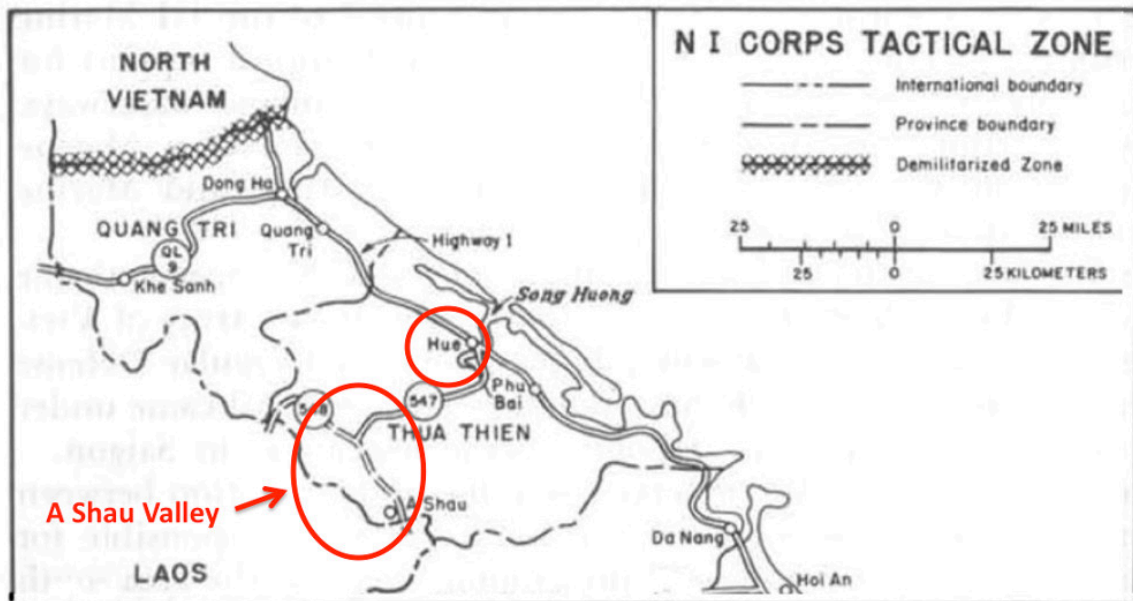 NORTH
VIETNAM
N I CORPS TACTICAL ZONE
International boundary
Province boundary
Demilitarized Zone
25 0 25 MILES
25 0 25 KILOMETERS
Dong Ha
QUANG TRI
QL
9
Quang
Tri
Highway 1
Khe Sanh
Song Huong
Hue
Phu
Bai
548
547
THUA THIEN
A Shau Valley
A Shau
LAOS
Da Nang
Hoi An